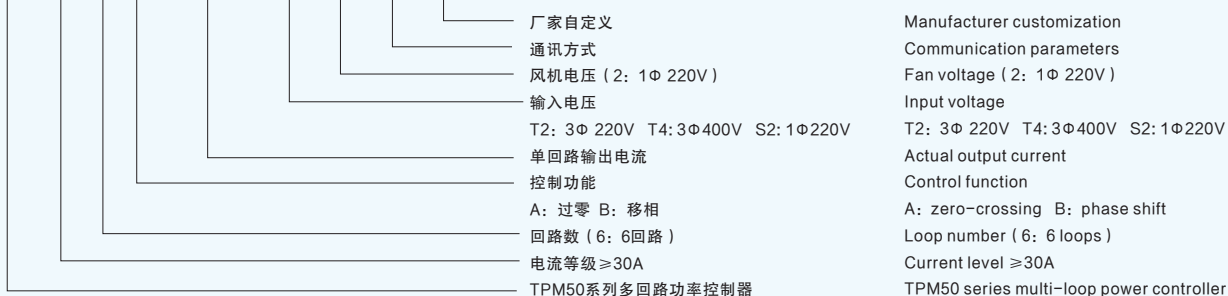 厂家自定义 Manufacturer customization
通讯方式 Communication parameters
风机电压（2：1Φ 220V） Fan voltage（2：1Φ 220V）
输入电压 Input voltage
T2：3Φ 220V T4:3Φ400V S2:1Φ220V T2：3Φ 220V T4:3Φ400V S2:1Φ220V
单回路输出电流 Actual output current
控制功能 Control function
A：过零 B：移相 A：zero-crossing B：phase shift
回路数（6：6回路） Loop number（6：6 loops）
电流等级≥30A Current level ≥30A
TPM50系列多回路功率控制器 TPM50 series multi-loop power controller